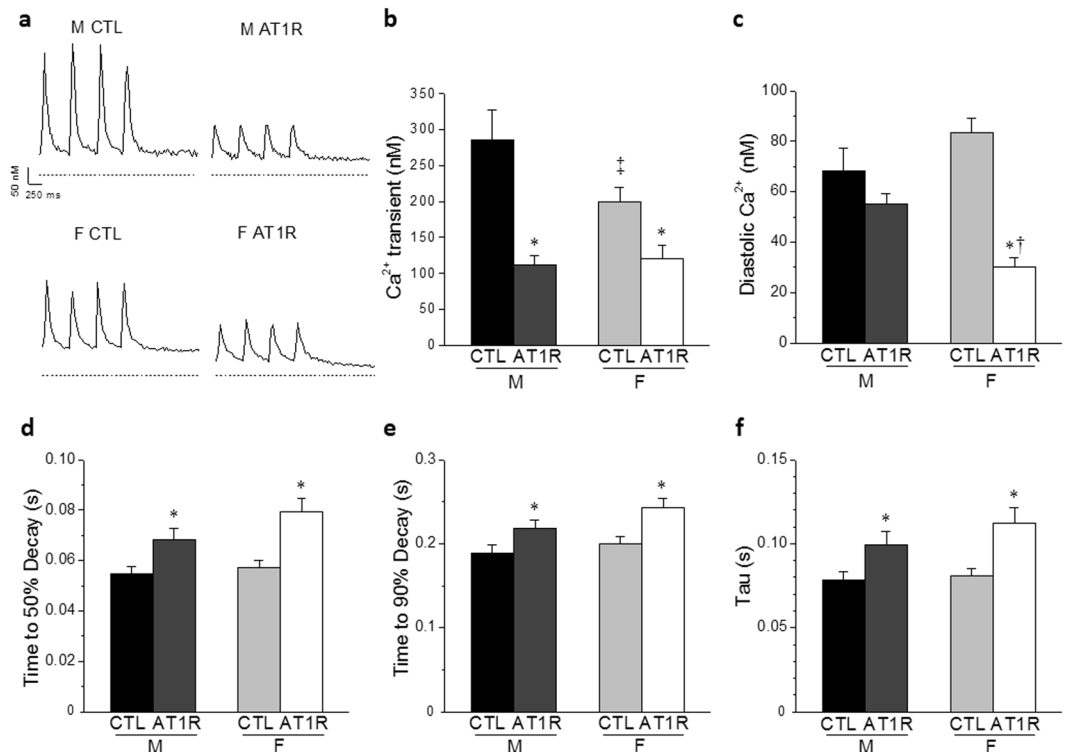 a
M CTL
M AT1R
50 nM
250 ms
F CTL
F AT1R
b
Ca²⁺ transient (nM)
350
300
250
200
150
100
50
0
*
‡
*
CTL AT1R
CTL AT1R
M
F
c
Diastolic Ca²⁺ (nM)
100
80
60
40
20
0
*†
CTL AT1R
CTL AT1R
M
F
d
Time to 50% Decay (s)
0.10
0.08
0.06
0.04
0.02
0
*
*
CTL AT1R
CTL AT1R
M
F
e
Time to 90% Decay (s)
0.3
0.2
0.1
0
*
*
CTL AT1R
CTL AT1R
M
F
f
Tau (s)
0.15
0.10
0.05
0
*
*
CTL AT1R
CTL AT1R
M
F